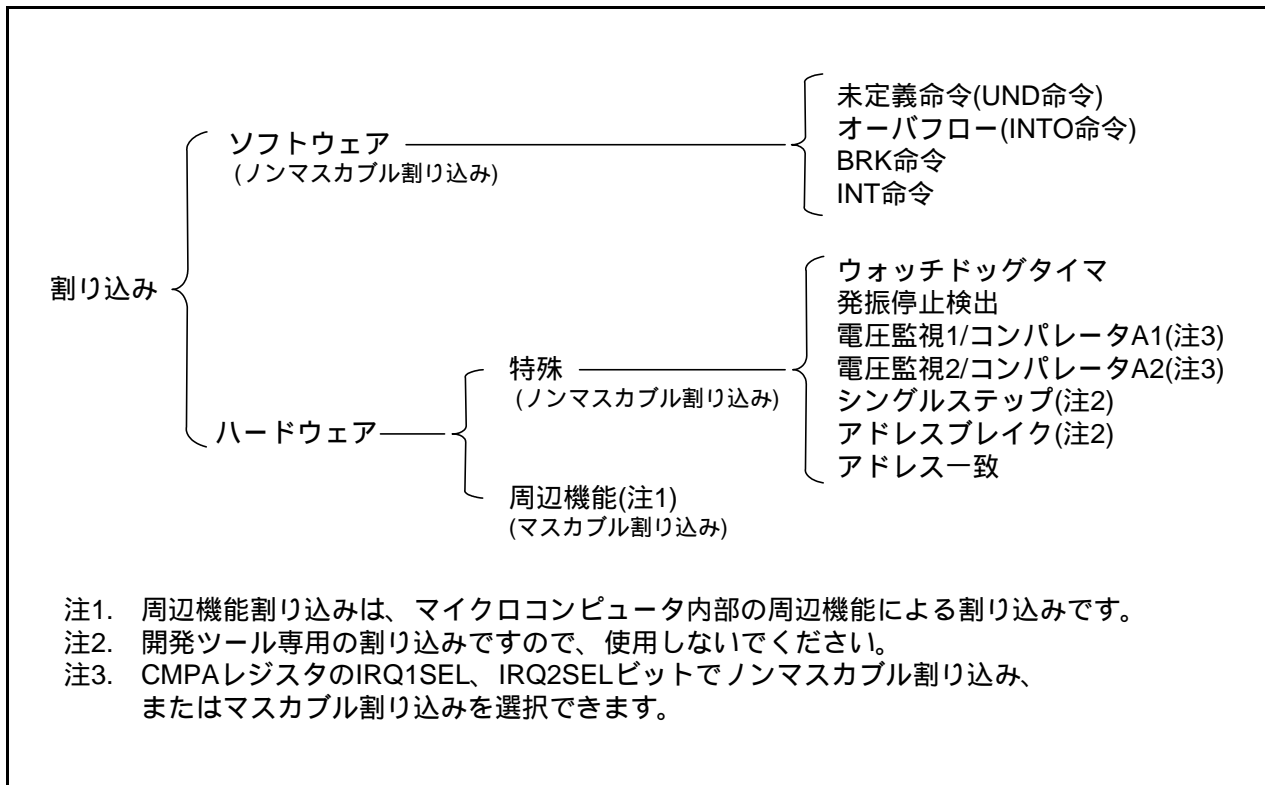 割り込み
ソフトウェア
(ノンマスカブル割り込み)
未定義命令(UND命令)
オーバフロー(INTO命令)
BRK命令
INT命令
ハードウェア
特殊
(ノンマスカブル割り込み)
ウォッチドッグタイマ
発振停止検出
電圧監視1/コンパレータA1(注3)
電圧監視2/コンパレータA2(注3)
シングルステップ(注2)
アドレスブレイク(注2)
アドレス一致
周辺機能(注1)
(マスカブル割り込み)
注1. 周辺機能割り込みは、マイクロコンピュータ内部の周辺機能による割り込みです。
注2. 開発ツール専用の割り込みですので、使用しないでください。
注3. CMPAレジスタのIRQ1SEL、IRQ2SELビットでノンマスカブル割り込み、
またはマスカブル割り込みを選択できます。